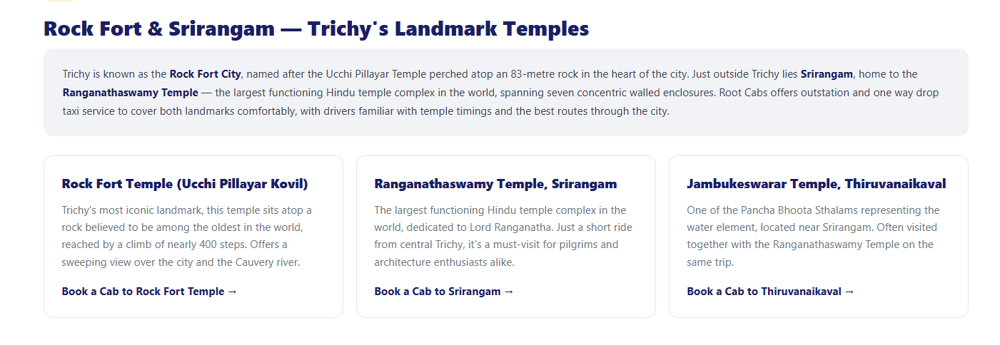 Rock Fort & Srirangam — Trichy's Landmark Temples
Trichy is known as the Rock Fort City, named after the Ucchi Pillayar Temple perched atop an 83-metre rock in the heart of the city. Just outside Trichy lies Srirangam, home to the
Ranganathaswamy Temple — the largest functioning Hindu temple complex in the world, spanning seven concentric walled enclosures. Root Cabs offers outstation and one way drop
taxi service to cover both landmarks comfortably, with drivers familiar with temple timings and the best routes through the city.
Rock Fort Temple (Ucchi Pillayar Kovil)
Trichy's most iconic landmark, this temple sits atop a
rock believed to be among the oldest in the world,
reached by a climb of nearly 400 steps. Offers a
sweeping view over the city and the Cauvery river.
Book a Cab to Rock Fort Temple →
Ranganathaswamy Temple, Srirangam
The largest functioning Hindu temple complex in the
world, dedicated to Lord Ranganatha. Just a short ride
from central Trichy, it's a must-visit for pilgrims and
architecture enthusiasts alike.
Book a Cab to Srirangam →
Jambukeswarar Temple, Thiruvanaikaval
One of the Pancha Bhoota Sthalams representing the
water element, located near Srirangam. Often visited
together with the Ranganathaswamy Temple on the
same trip.
Book a Cab to Thiruvanaikaval →